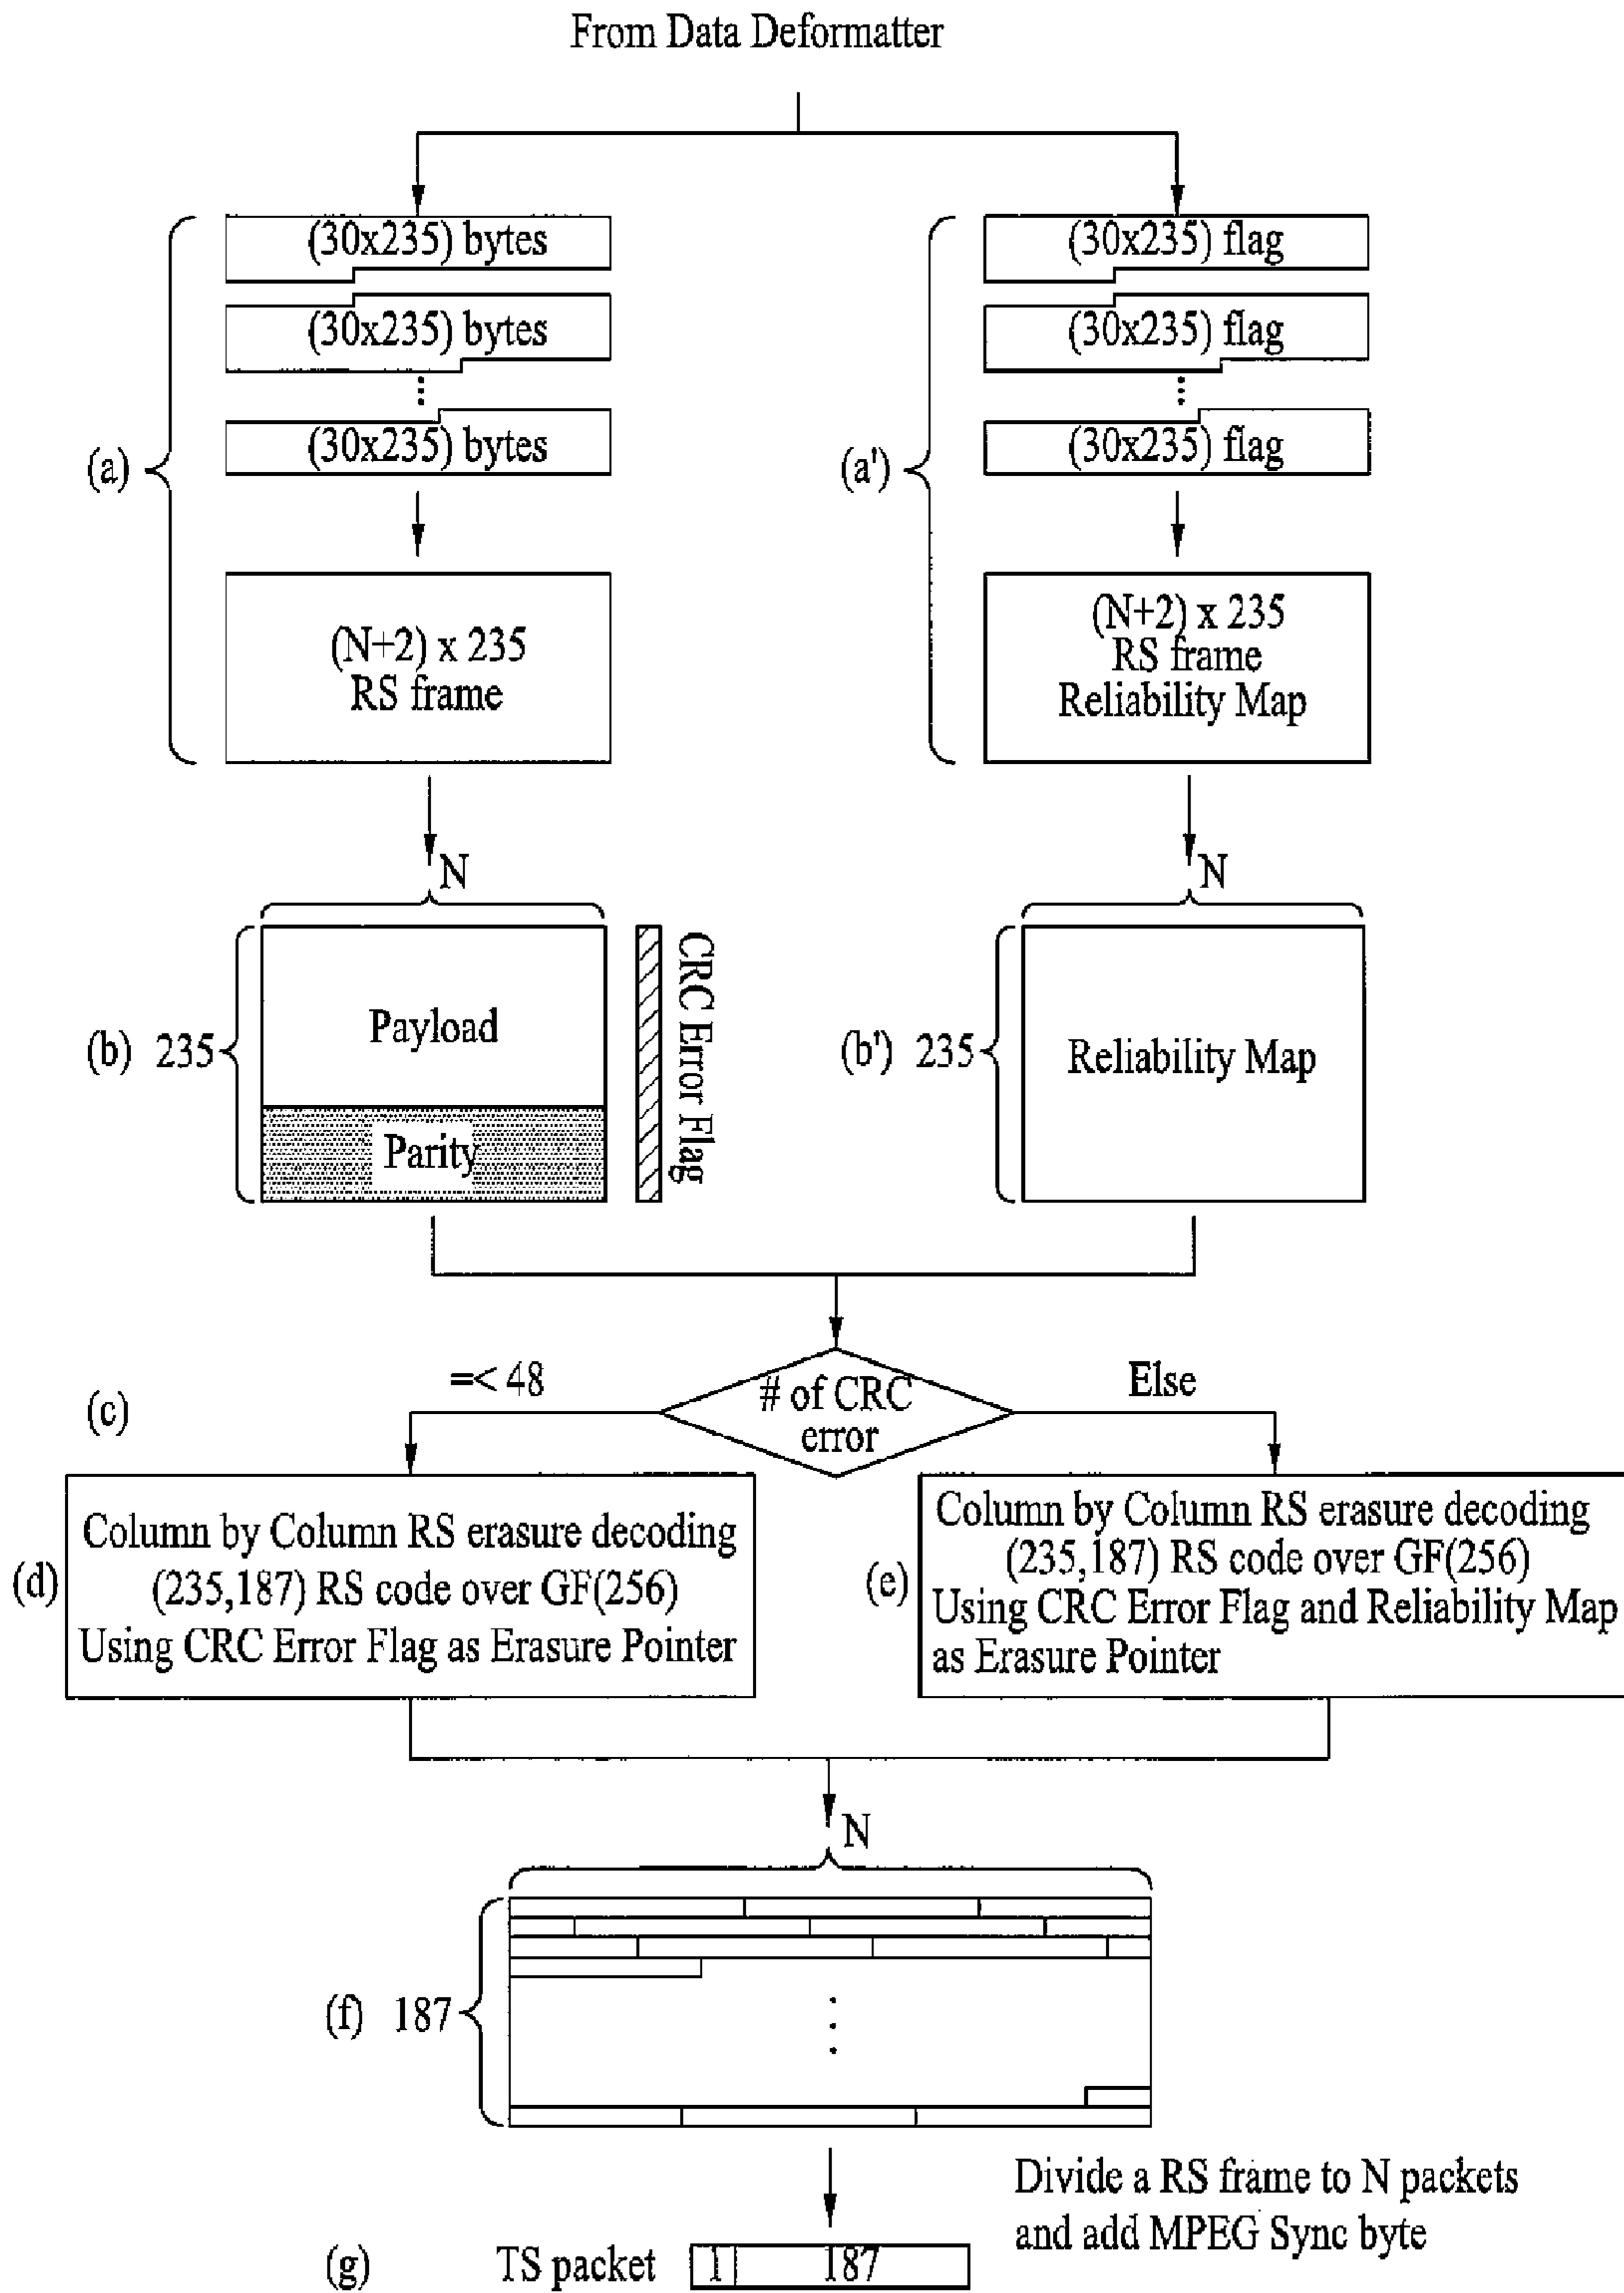 From Data Deformatter
(30x235) bytes
(30x235) flag
(30x235) bytes
(30x235) flag
(30x235) bytes
(30x235) flag
(a)
(a')
(N+2) x 235
RS frame
(N+2) x 235
RS frame
Reliability Map
N
N
(b) 235
Payload
Parity
CRC Error Flag
(b') 235
Reliability Map
(c)
=< 48
# of CRC
error
Else
(d)
Column by Column RS erasure decoding
(235,187) RS code over GF(256)
Using CRC Error Flag as Erasure Pointer
(e)
Column by Column RS erasure decoding
(235,187) RS code over GF(256)
Using CRC Error Flag and Reliability Map
as Erasure Pointer
N
(f) 187
Divide a RS frame to N packets
and add MPEG Sync byte
(g) TS packet 1 187